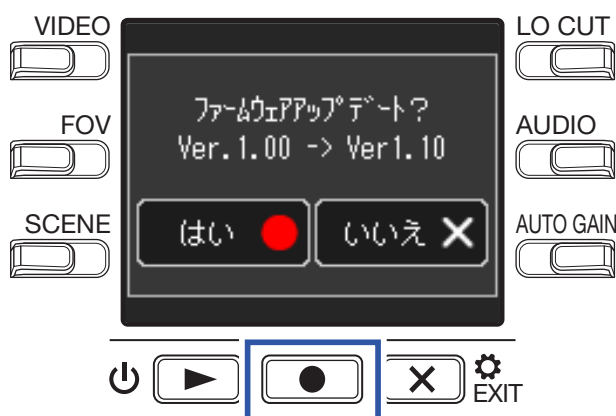 VIDEO
LO CUT
FOV
AUDIO
SCENE
AUTO GAIN
ファームウェアアップデート?
Ver.1.00 -> Ver1.10
はい
いいえ
EXIT